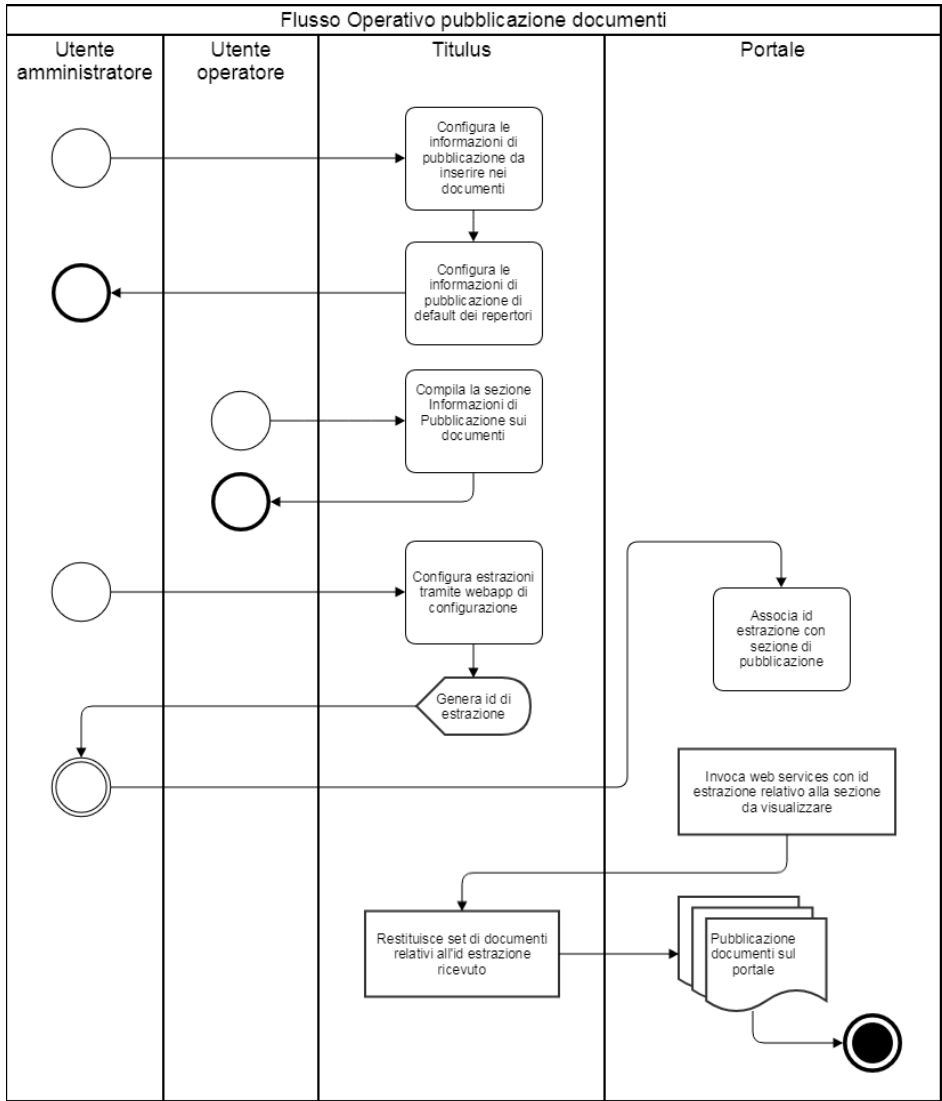 Flusso Operativo pubblicazione documenti
Utente
amministratore
Utente
operatore
Titulus
Portale
Configura le
informazioni di
pubblicazione da
inserire nei
documenti
Configura le
informazioni di
pubblicazione di
default dei repertori
Compila la sezione
Informazioni di
Pubblicazione sui
documenti
Configura estrazioni
tramite webapp di
configurazione
Associa id
estrazione con
sezione di
pubblicazione
Genera id di
estrazione
Invoca web services con id
estrazione relativo alla sezione
da visualizzare
Restituisce set di documenti
relativi all'id estrazione
ricevuto
Pubblicazione
documenti sul
portale